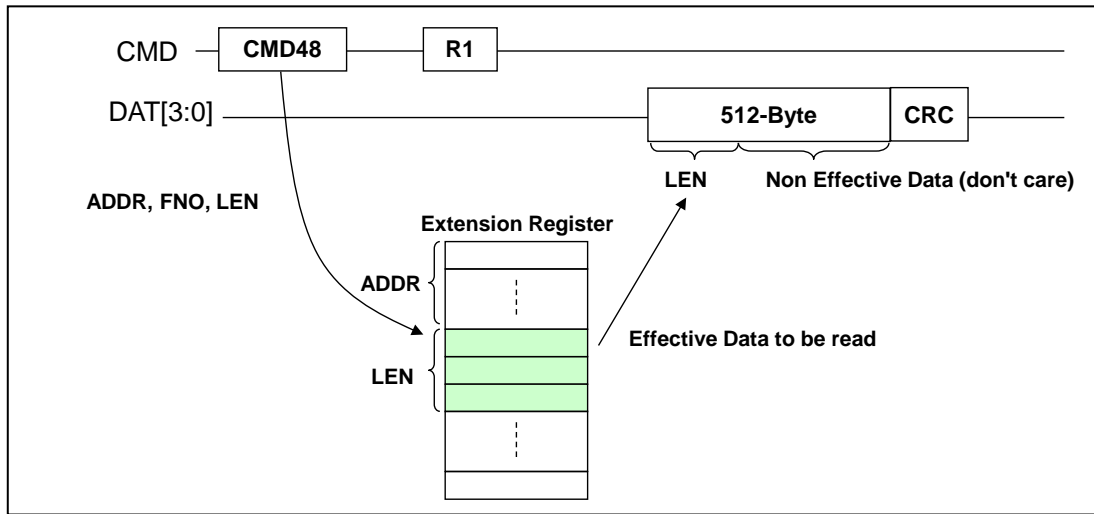 CMD CMD48 R1
DAT[3:0] 512-Byte CRC
LEN Non Effective Data (don't care)
ADDR, FNO, LEN
Extension Register
ADDR
Effective Data to be read
LEN